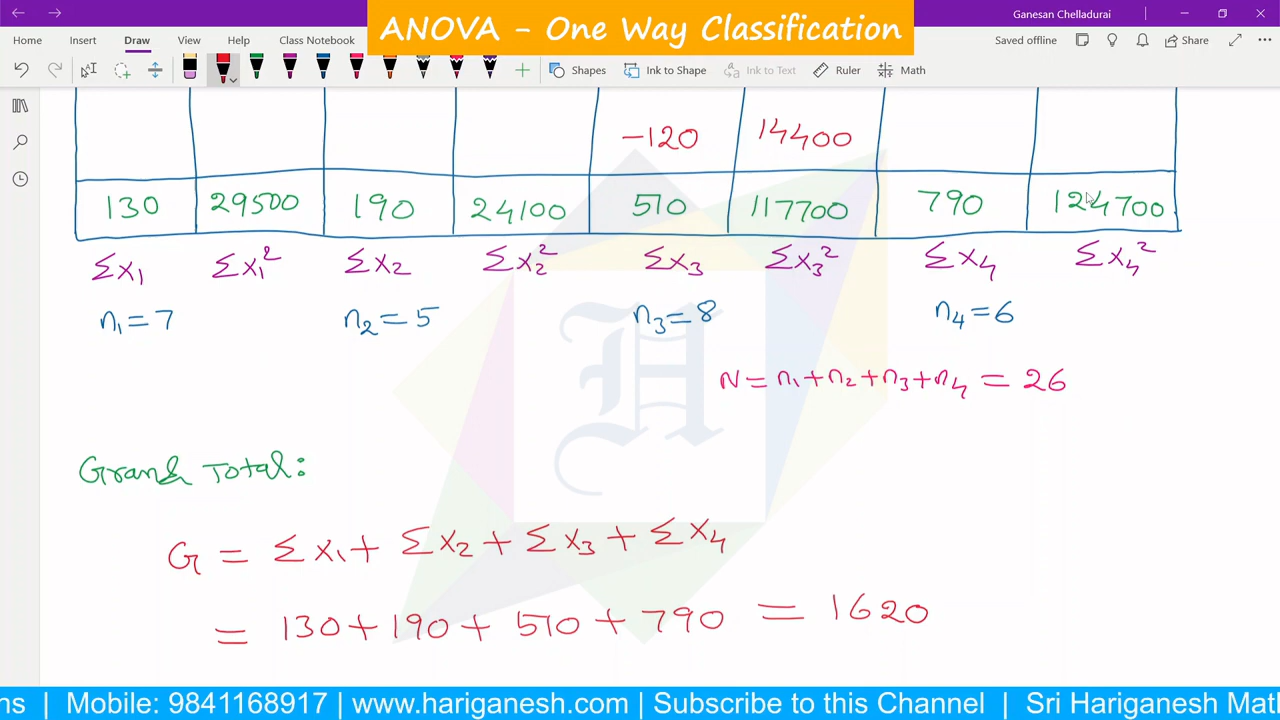 ANOVA - One Way Classification
Ganesan Chelladurai
Home Insert Draw View Help Class Notebook
Saved offline Share
Shapes Ink to Shape Ink to Text Ruler Math
-120 14400
130 29500 190 24100 510 117700 790 124700
Σx₁ Σx₁² Σx₂ Σx₂² Σx₃ Σx₃² Σx₄ Σx₄²
n₁ = 7 n₂ = 5 n₃ = 8 n₄ = 6
N = n₁ + n₂ + n₃ + n₄ = 26
Grand Total:
G = Σx₁ + Σx₂ + Σx₃ + Σx₄
= 130 + 190 + 510 + 790 = 1620
ns | Mobile: 9841168917 | www.hariganesh.com | Subscribe to this Channel | Sri Hariganesh Mat